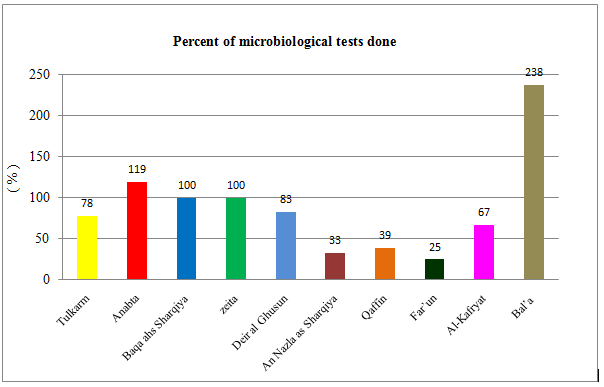 Percent of microbiological tests done
( % )
250
200
150
100
50
0
78
119
100
100
83
33
39
25
67
238
Tulkarm
Anabta
Baqa ahs Sharqiya
zeita
Deir al Ghusun
An Nazla as Sharqiya
Qaffin
Far'un
Al-Kafryat
Bal'a